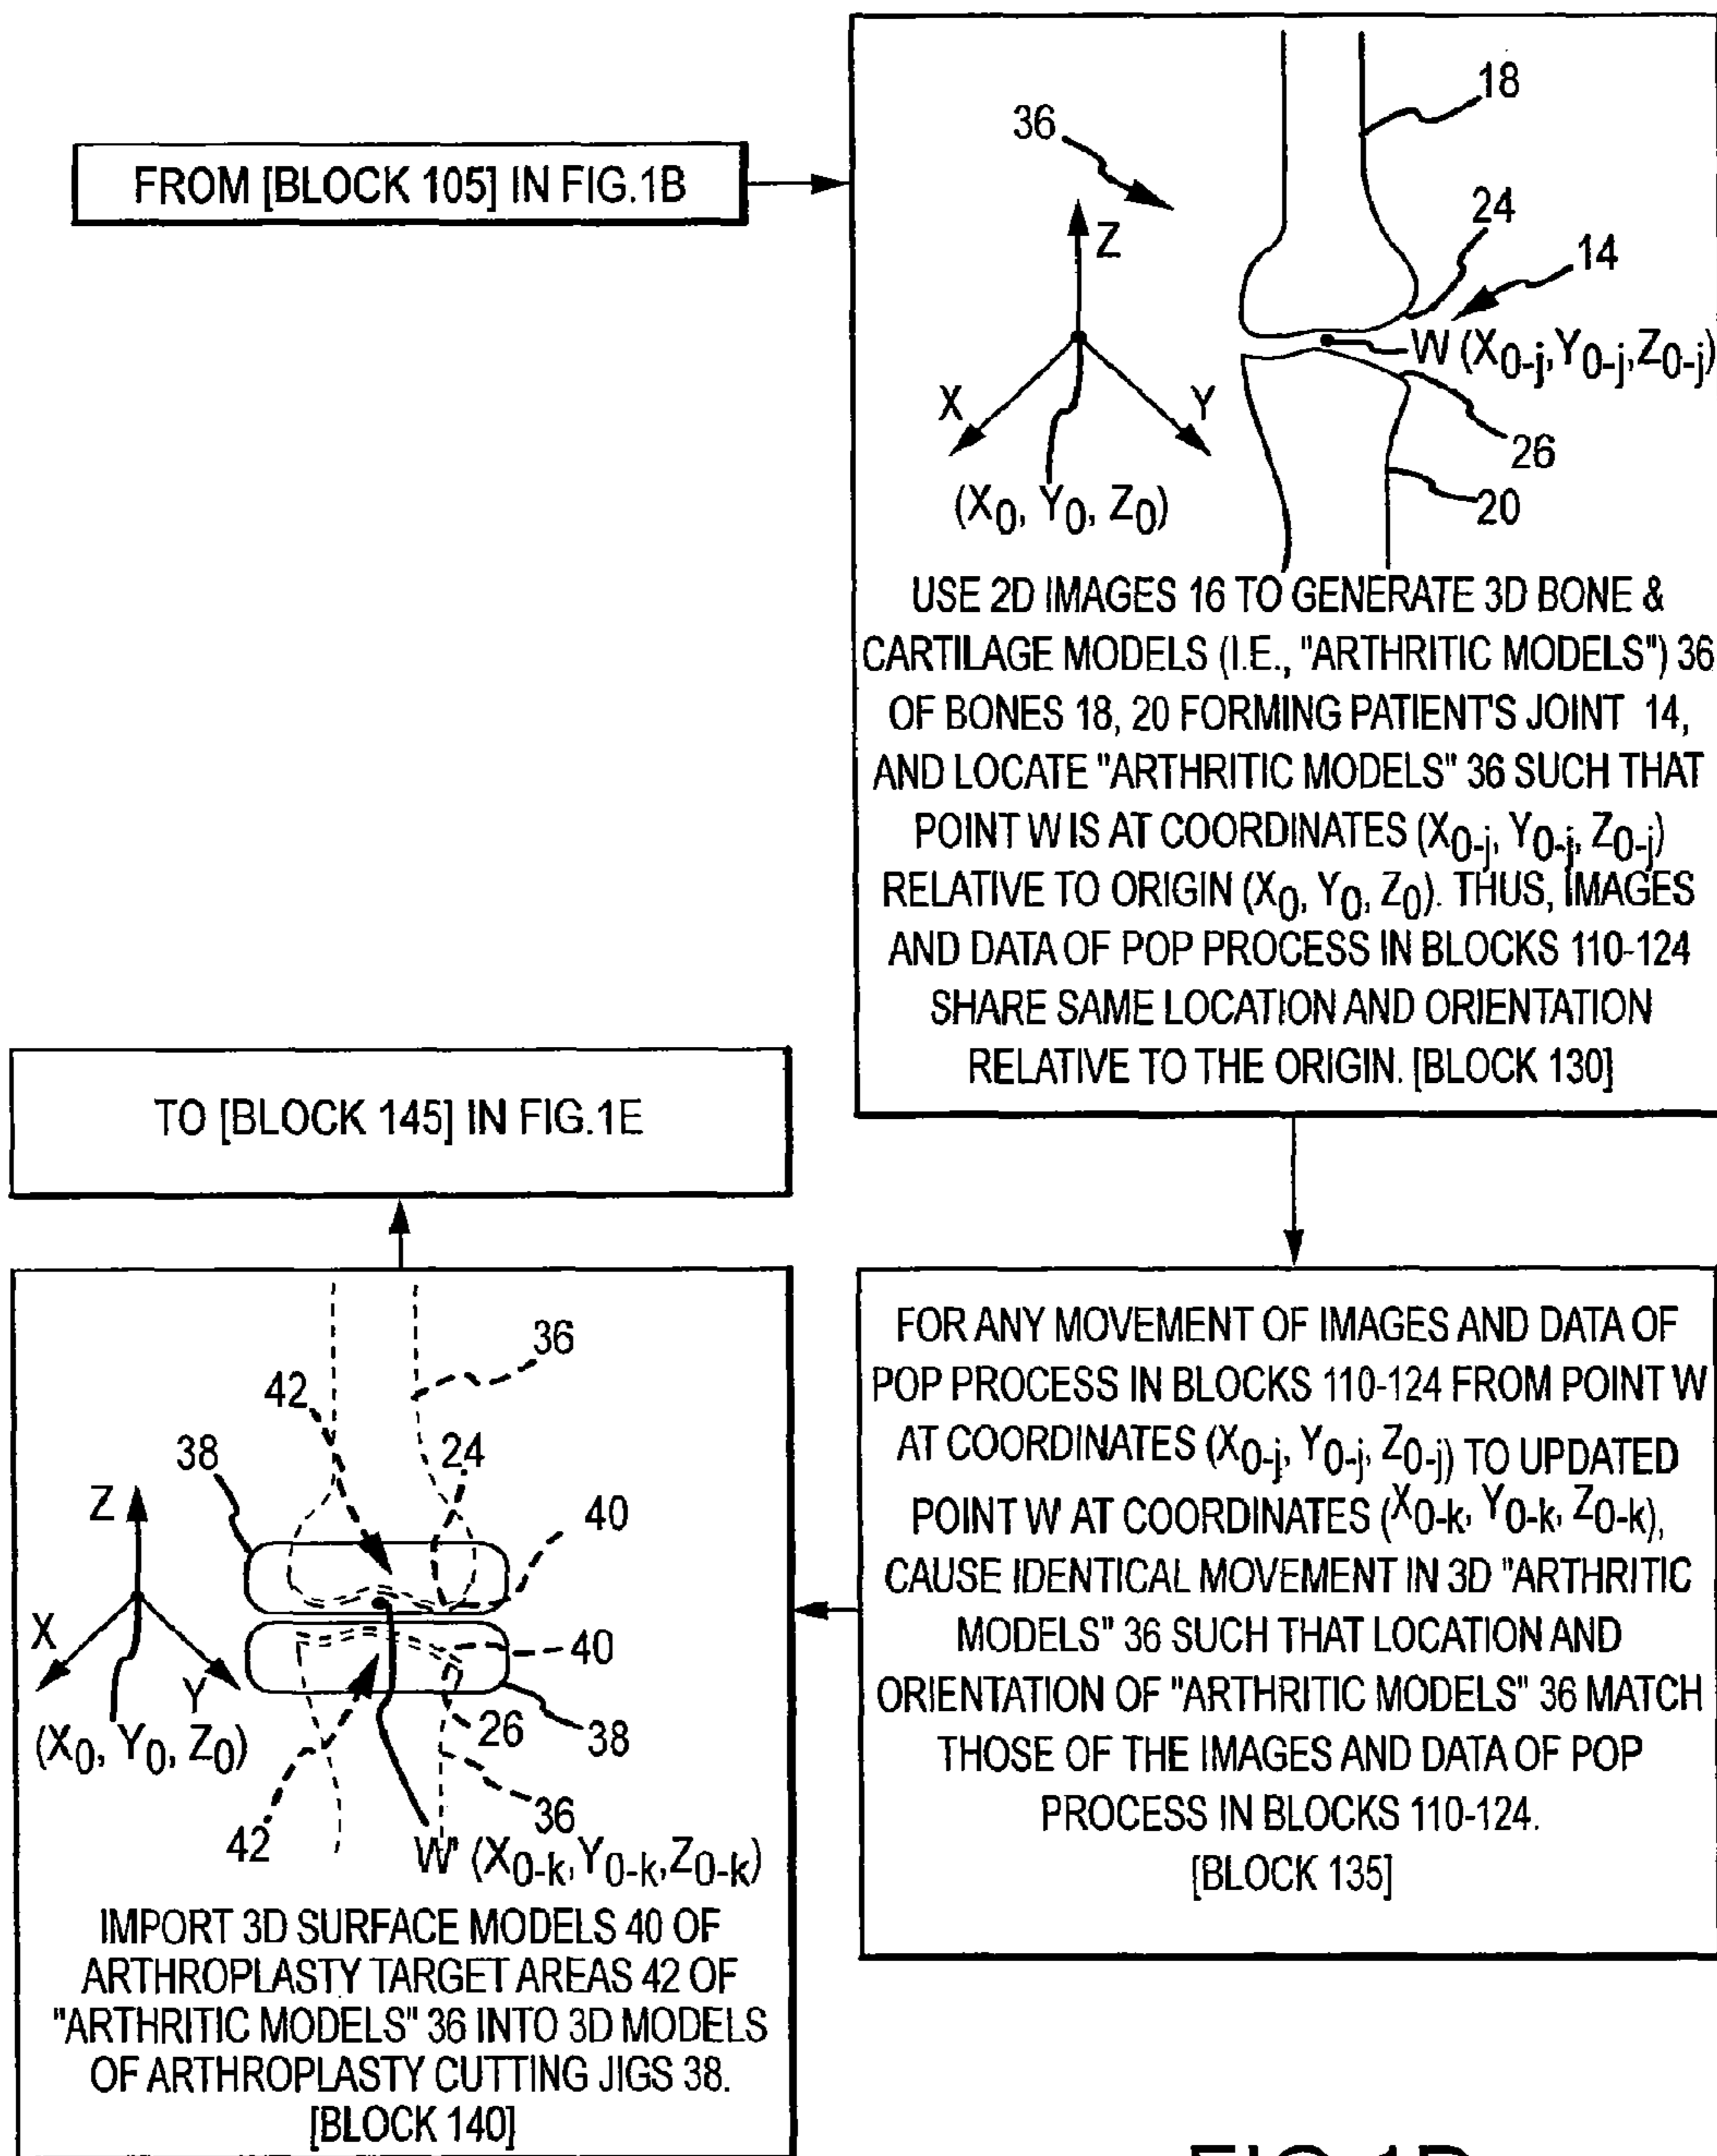 FROM [BLOCK 105] IN FIG.1B
18
36
24
Z
14
W (X0-j,Y0-j,Z0-j)
X
Y
26
(X0, Y0, Z0)
20
USE 2D IMAGES 16 TO GENERATE 3D BONE &
CARTILAGE MODELS (I.E., "ARTHRITIC MODELS") 36
OF BONES 18, 20 FORMING PATIENT'S JOINT 14,
AND LOCATE "ARTHRITIC MODELS" 36 SUCH THAT
POINT W IS AT COORDINATES (X0-j, Y0-j, Z0-j)
RELATIVE TO ORIGIN (X0, Y0, Z0). THUS, IMAGES
AND DATA OF POP PROCESS IN BLOCKS 110-124
SHARE SAME LOCATION AND ORIENTATION
RELATIVE TO THE ORIGIN. [BLOCK 130]
FOR ANY MOVEMENT OF IMAGES AND DATA OF
POP PROCESS IN BLOCKS 110-124 FROM POINT W
AT COORDINATES (X0-j, Y0-j, Z0-j) TO UPDATED
POINT W' AT COORDINATES (X0-k, Y0-k, Z0-k),
CAUSE IDENTICAL MOVEMENT IN 3D "ARTHRITIC
MODELS" 36 SUCH THAT LOCATION AND
ORIENTATION OF "ARTHRITIC MODELS" 36 MATCH
THOSE OF THE IMAGES AND DATA OF POP
PROCESS IN BLOCKS 110-124.
[BLOCK 135]
36
42
38
24
Z
40
X
40
Y
26
38
(X0, Y0, Z0)
36
42
W' (X0-k,Y0-k,Z0-k)
IMPORT 3D SURFACE MODELS 40 OF
ARTHROPLASTY TARGET AREAS 42 OF
"ARTHRITIC MODELS" 36 INTO 3D MODELS
OF ARTHROPLASTY CUTTING JIGS 38.
[BLOCK 140]
TO [BLOCK 145] IN FIG.1E